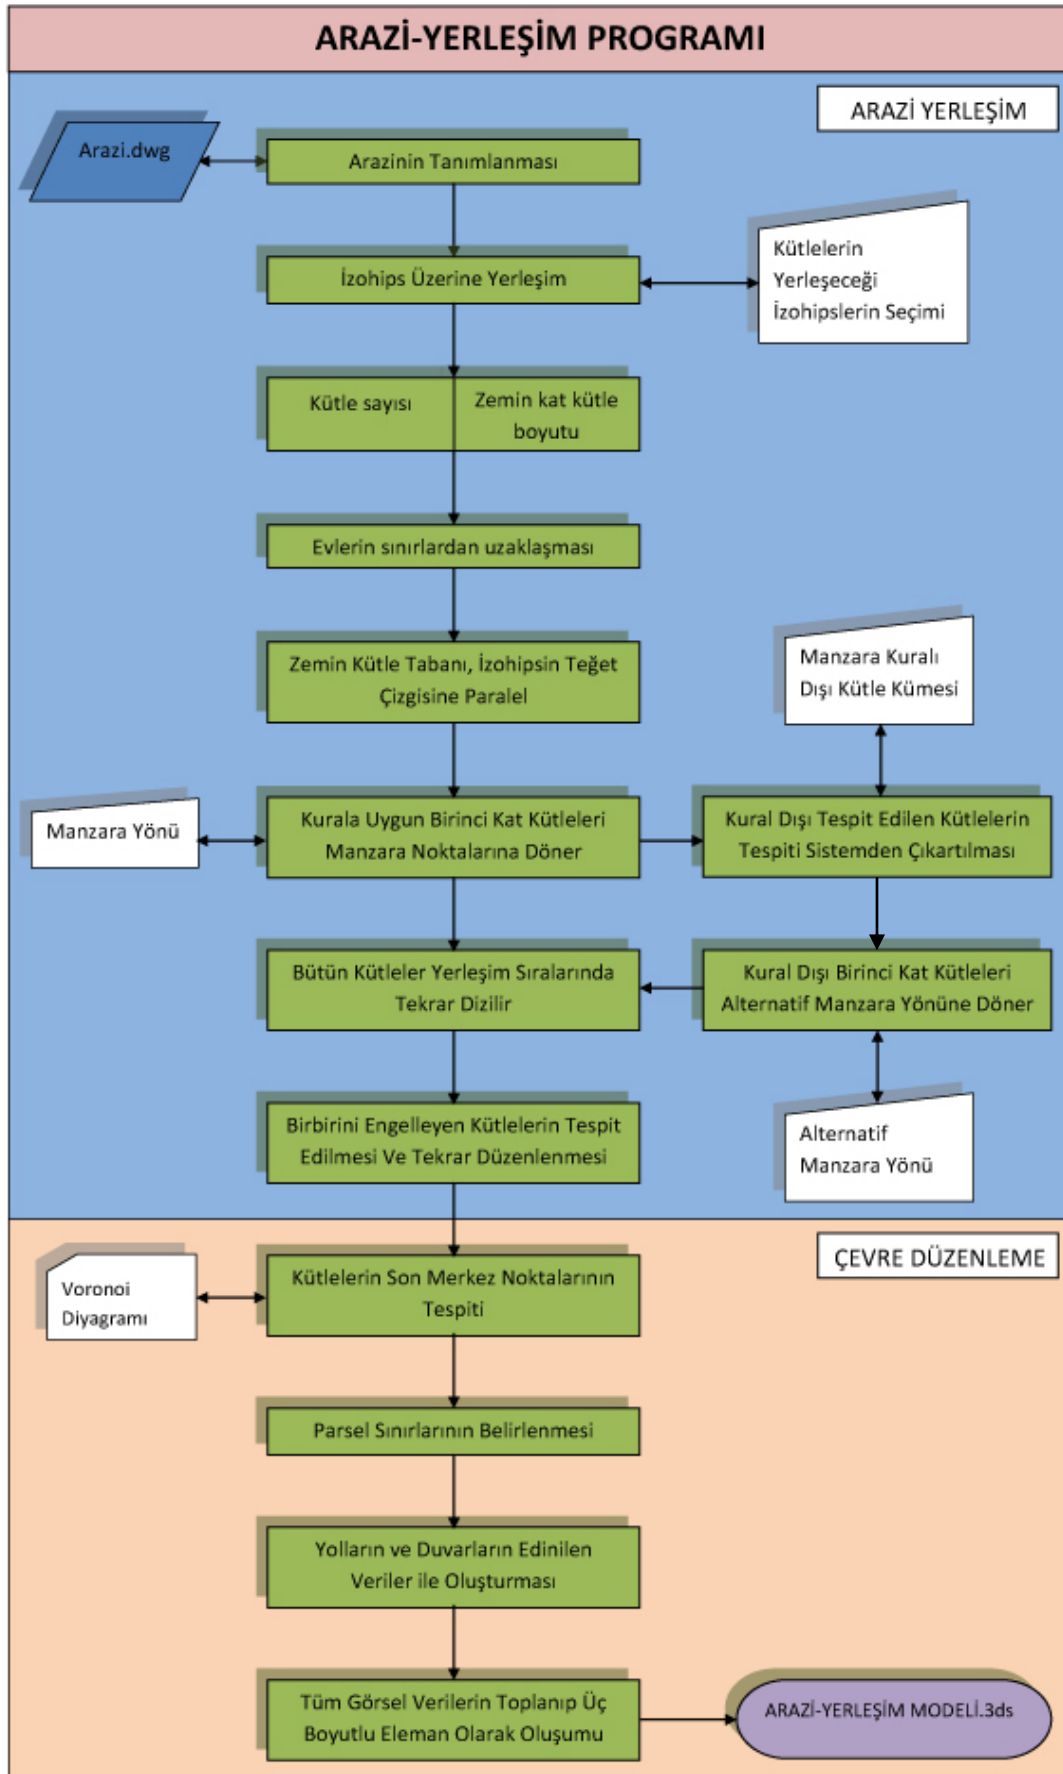 ARAZİ-YERLEŞİM PROGRAMI
ARAZİ YERLEŞİM
Arazi.dwg
Arazinin Tanımlanması
İzohips Üzerine Yerleşim
Kütlelerin
Yerleşeceği
İzohipslerin Seçimi
Kütle sayısı
Zemin kat kütle
boyutu
Evlerin sınırlardan uzaklaşması
Zemin Kütle Tabanı, İzohipsin Teğet
Çizgisine Paralel
Manzara Kuralı
Dışı Kütle Kümesi
Manzara Yönü
Kurala Uygun Birinci Kat Kütleleri
Manzara Noktalarına Döner
Kural Dışı Tespit Edilen Kütlelerin
Tespiti Sistemden Çıkartılması
Bütün Kütleler Yerleşim Sıralarında
Tekrar Dizilir
Kural Dışı Birinci Kat Kütleleri
Alternatif Manzara Yönüne Döner
Birbirini Engelleyen Kütlelerin Tespit
Edilmesi Ve Tekrar Düzenlenmesi
Alternatif
Manzara Yönü
ÇEVRE DÜZENLEME
Voronoi
Diyagramı
Kütlelerin Son Merkez Noktalarının
Tespiti
Parsel Sınırlarının Belirlenmesi
Yolların ve Duvarların Edinilen
Veriler ile Oluşturması
Tüm Görsel Verilerin Toplanıp Üç
Boyutlu Eleman Olarak Oluşumu
ARAZİ-YERLEŞİM MODELİ.3ds